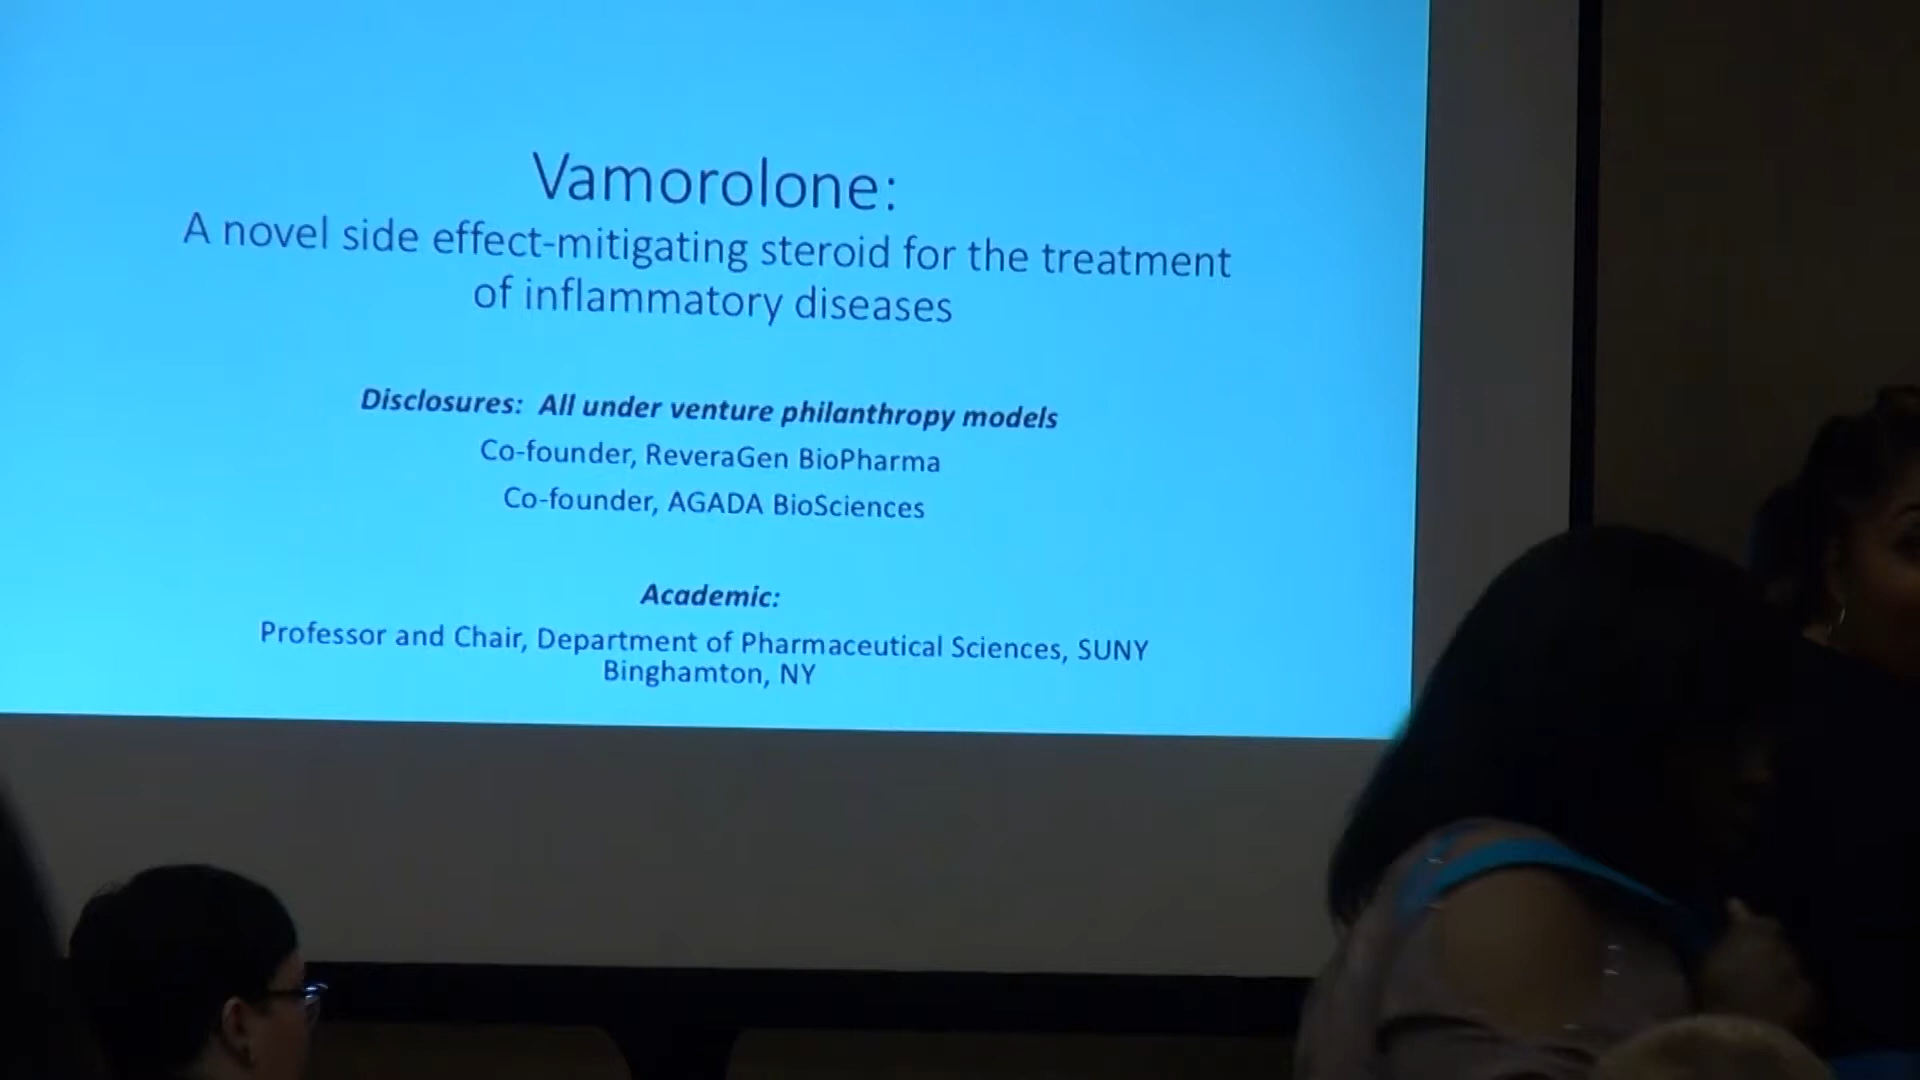 Vamorolone:
A novel side effect-mitigating steroid for the treatment
of inflammatory diseases
Disclosures: All under venture philanthropy models
Co-founder, ReveraGen BioPharma
Co-founder, AGADA BioSciences
Academic:
Professor and Chair, Department of Pharmaceutical Sciences, SUNY
Binghamton, NY